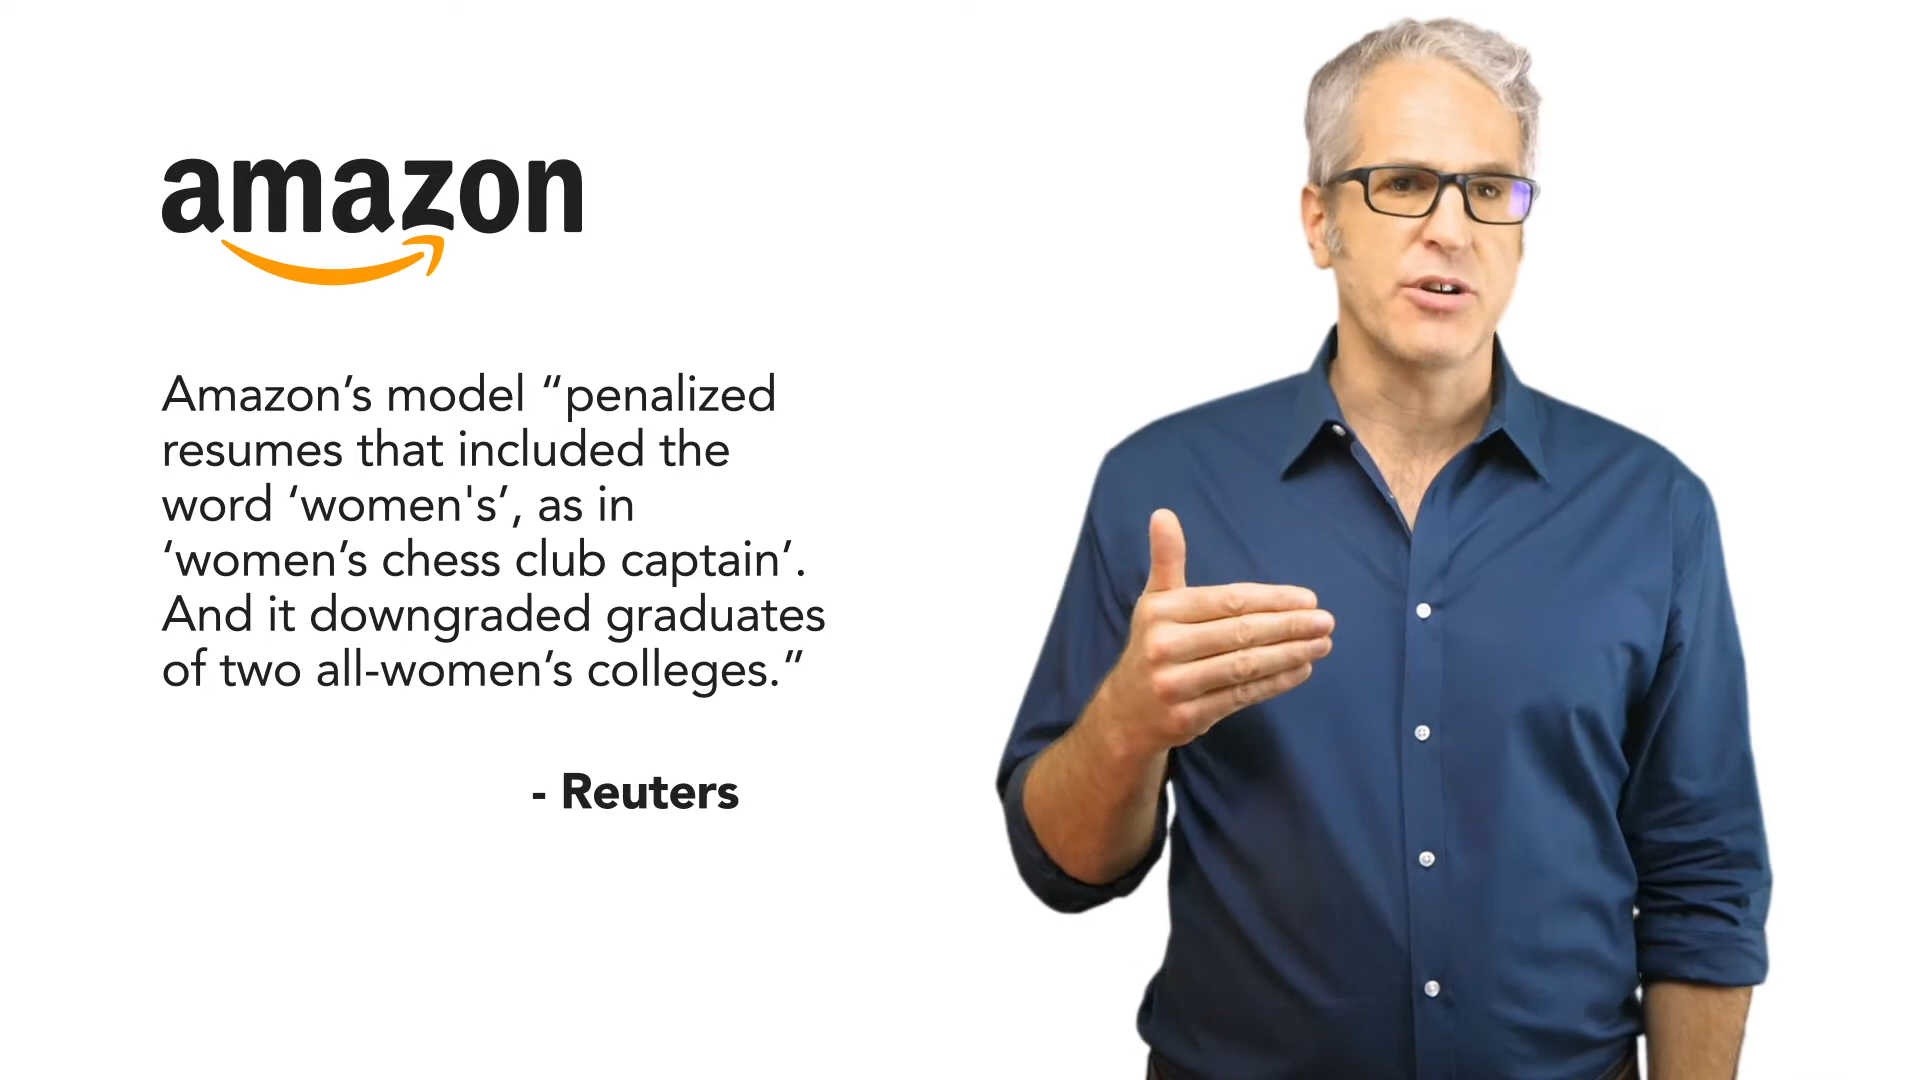 amazon
Amazon’s model “penalized
resumes that included the
word ‘women's’, as in
‘women’s chess club captain’.
And it downgraded graduates
of two all-women’s colleges.”
- Reuters